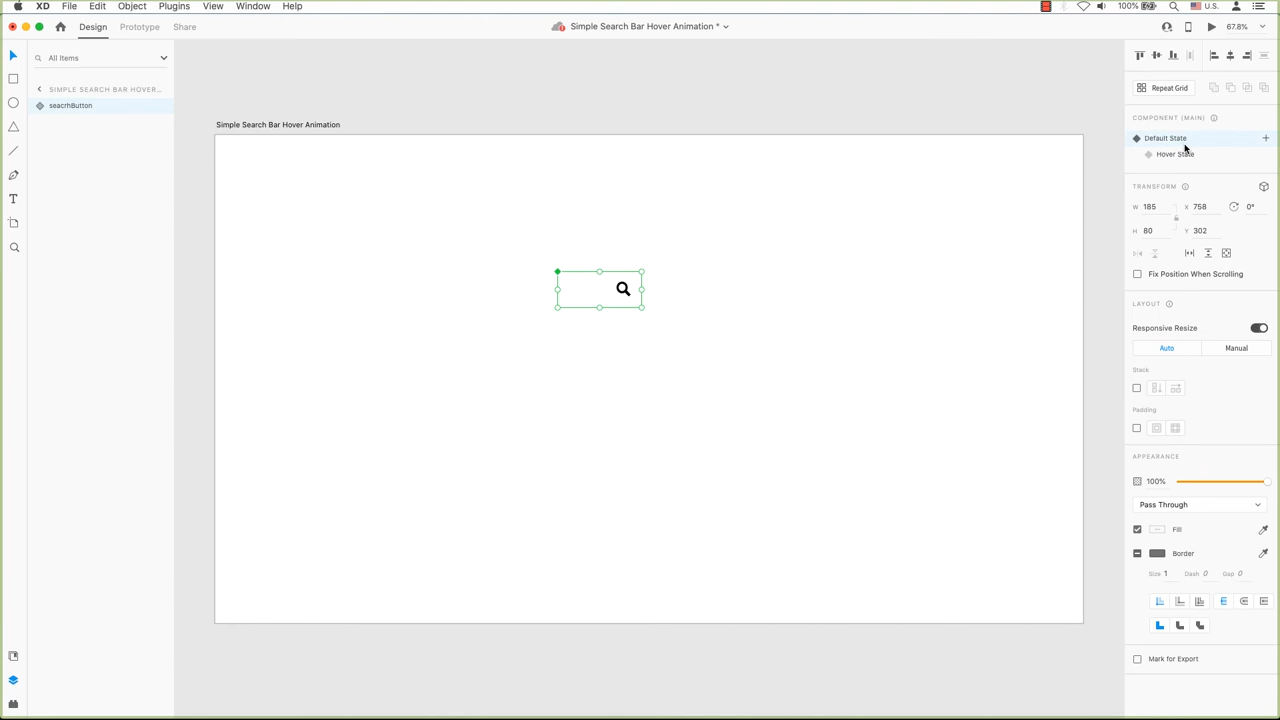 XD File Edit Object Plugins View Window Help
100% U.S.
Design Prototype Share
Simple Search Bar Hover Animation *
67.8%
All Items
SIMPLE SEARCH BAR HOVER...
seacrhButton
Simple Search Bar Hover Animation
Repeat Grid
COMPONENT (MAIN)
Default State
Hover State
TRANSFORM
W 185 X 758 0°
H 80 Y 302
Fix Position When Scrolling
LAYOUT
Responsive Resize
Auto Manual
Stack
Padding
APPEARANCE
100%
Pass Through
Fill
Border
Size 1 Dash 0 Gap 0
Mark for Export